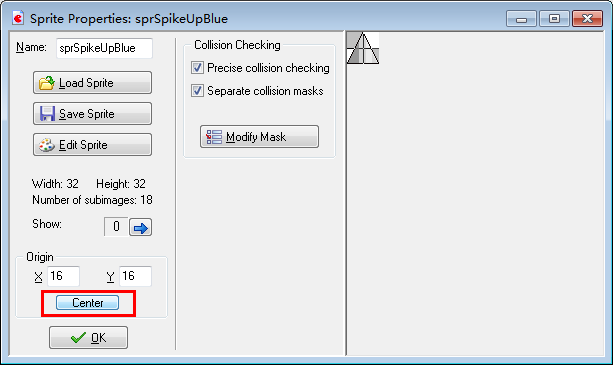 Sprite Properties: sprSpikeUpBlue
Name: sprSpikeUpBlue
Load Sprite
Save Sprite
Edit Sprite
Width: 32 Height: 32
Number of subimages: 18
Show: 0
Origin
X 16 Y 16
Center
OK
Collision Checking
Precise collision checking
Separate collision masks
Modify Mask